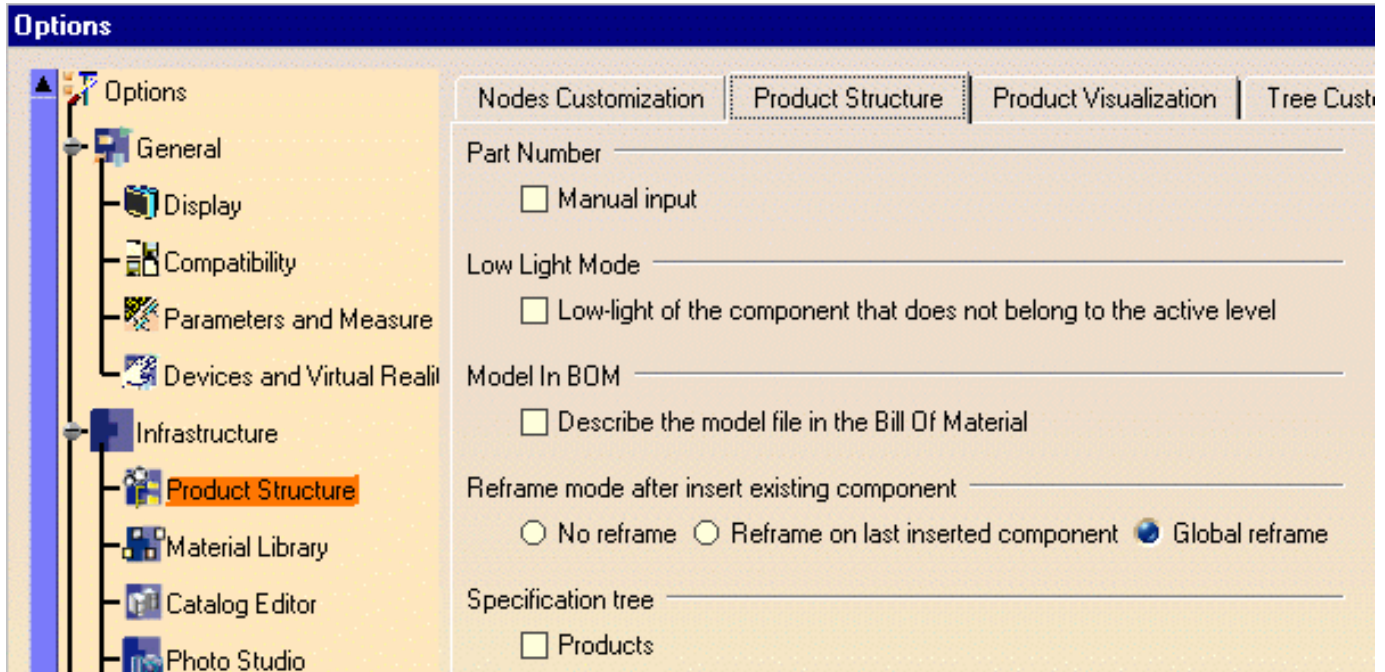 Options
Options
General
Display
Compatibility
Parameters and Measure
Devices and Virtual Reali
Infrastructure
Product Structure
Material Library
Catalog Editor
Photo Studio
Nodes Customization Product Structure Product Visualization Tree Cust
Part Number
Manual input
Low Light Mode
Low-light of the component that does not belong to the active level
Model In BOM
Describe the model file in the Bill Of Material
Reframe mode after insert existing component
No reframe Reframe on last inserted component Global reframe
Specification tree
Products